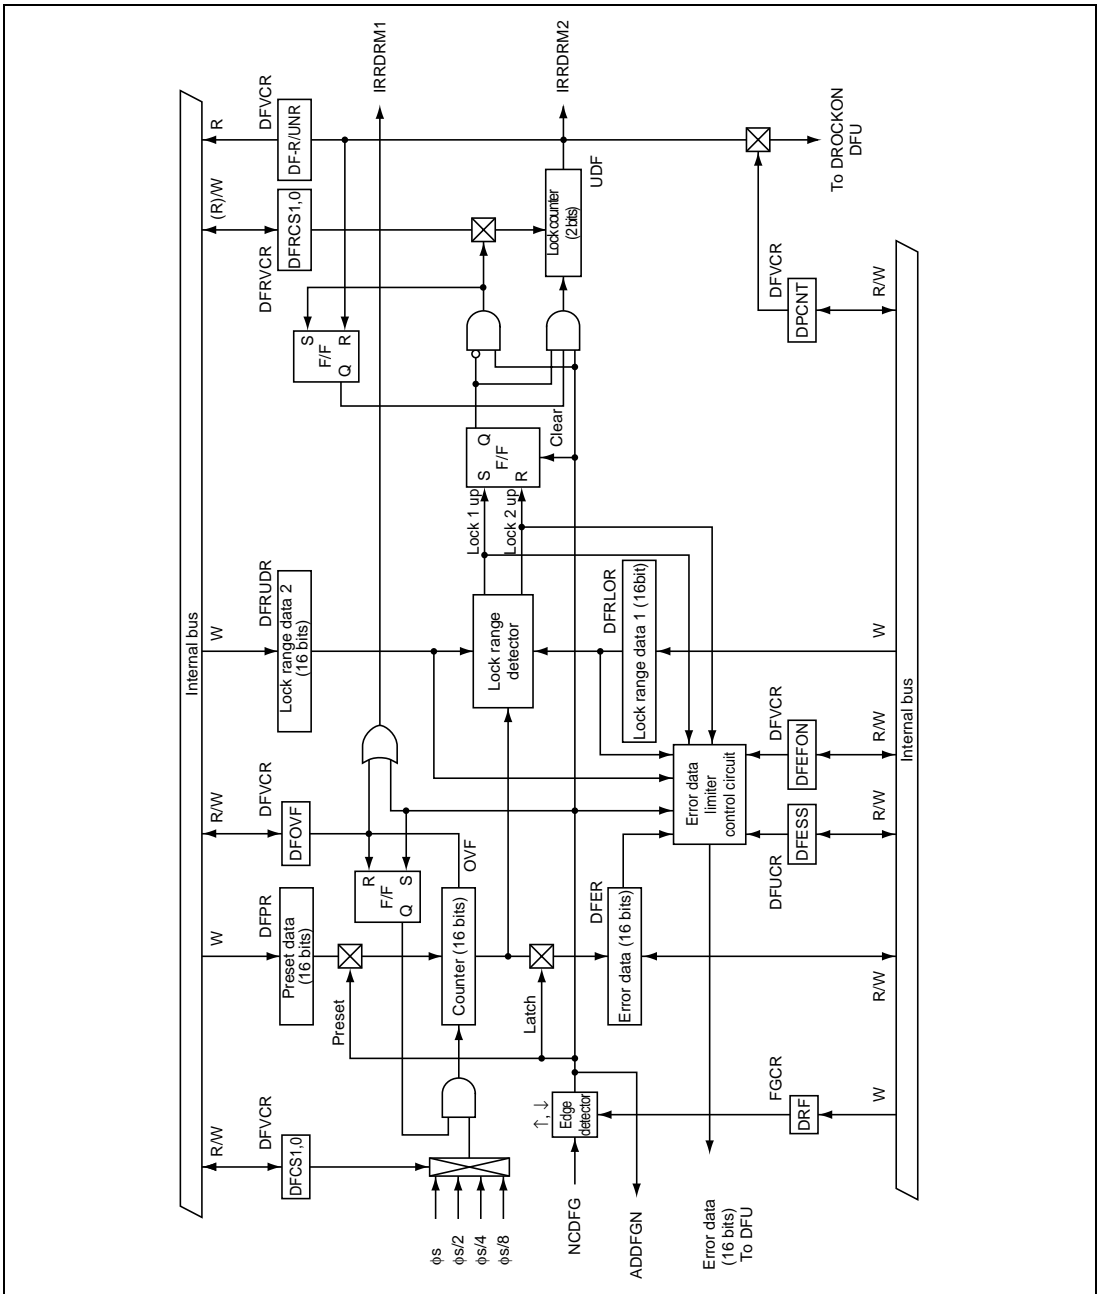 IRRDRM1
IRRDRM2
To DROCKON
DFU
R
DFVCR
DF-R/UNR
(R)/W
DFRVCR
DFRCS1,0
Lock counter
(2 bits)
UDF
DFVCR
DPCNT
R/W
S
F/F
R
Q
Clear
Q
F/F
S
R
Lock 1 up
Lock 2 up
Internal bus
W
DFRUDR
Lock range data 2
(16 bits)
Lock range
detector
DFRLOR
Lock range data 1 (16bit)
W
Internal bus
R/W
DFVCR
DFOVF
OVF
R
F/F
S
Q
Error data
limiter
control circuit
DFVCR
DFEFON
R/W
DFUCR
DFESS
R/W
W
DFPR
Preset data
(16 bits)
Preset
Counter (16 bits)
Latch
DFER
Error data (16 bits)
R/W
R/W
DFVCR
DFCS1,0
↑, ↓
Edge
detector
FGCR
DRF
W
ϕs
ϕs/2
ϕs/4
ϕs/8
NCDFG
ADDFGN
Error data
(16 bits)
To DFU